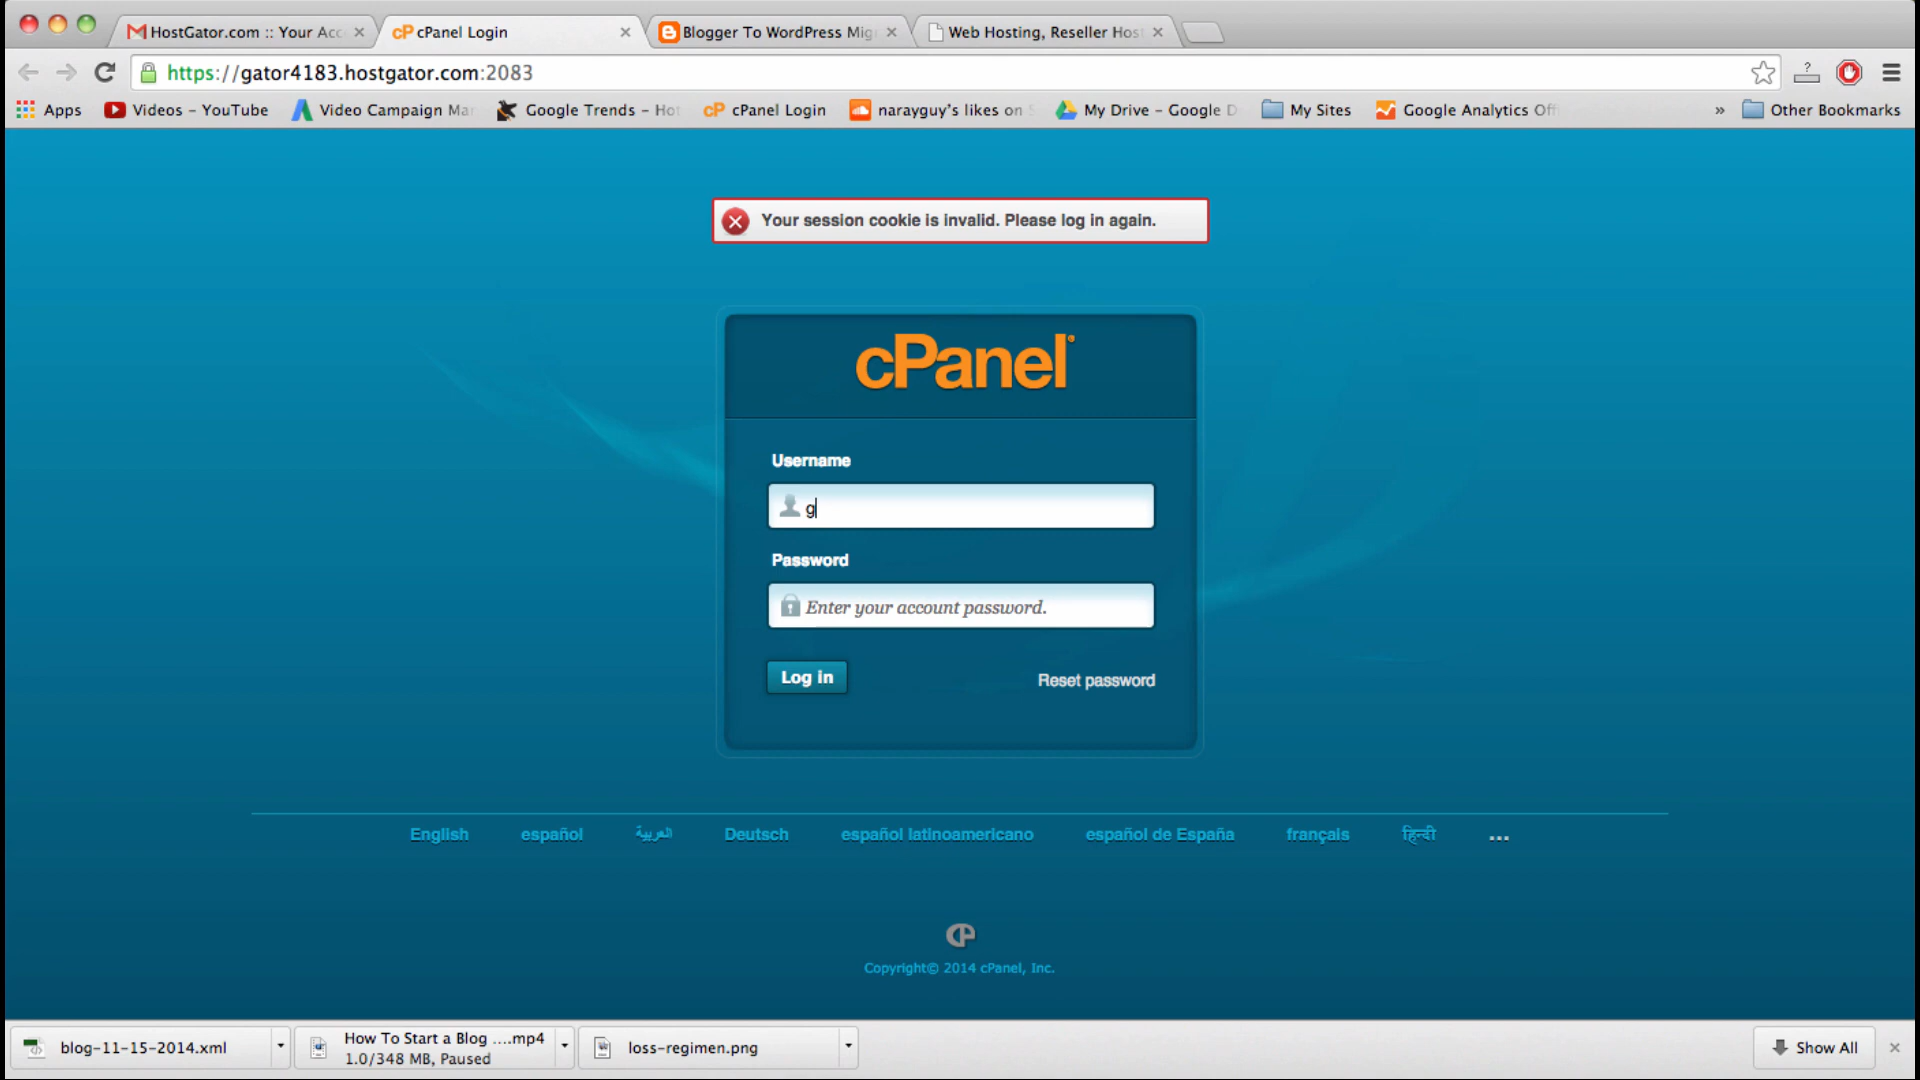 HostGator.com :: Your Acc
cPanel Login
Blogger To WordPress Mig
Web Hosting, Reseller Hos
https://gator4183.hostgator.com:2083
?
Apps
Videos – YouTube
Video Campaign Ma
Google Trends – Ho
cPanel Login
narayguy's likes on
My Drive – Google D
My Sites
Google Analytics Off
»
Other Bookmarks
Your session cookie is invalid. Please log in again.
cPanel®
Username
g
Password
Enter your account password.
Log in
Reset password
English español العربية Deutsch español latinoamericano español de España français हिन्दी ...
Copyright© 2014 cPanel, Inc.
blog-11-15-2014.xml
How To Start a Blog ....mp4
1.0/348 MB, Paused
loss-regimen.png
Show All